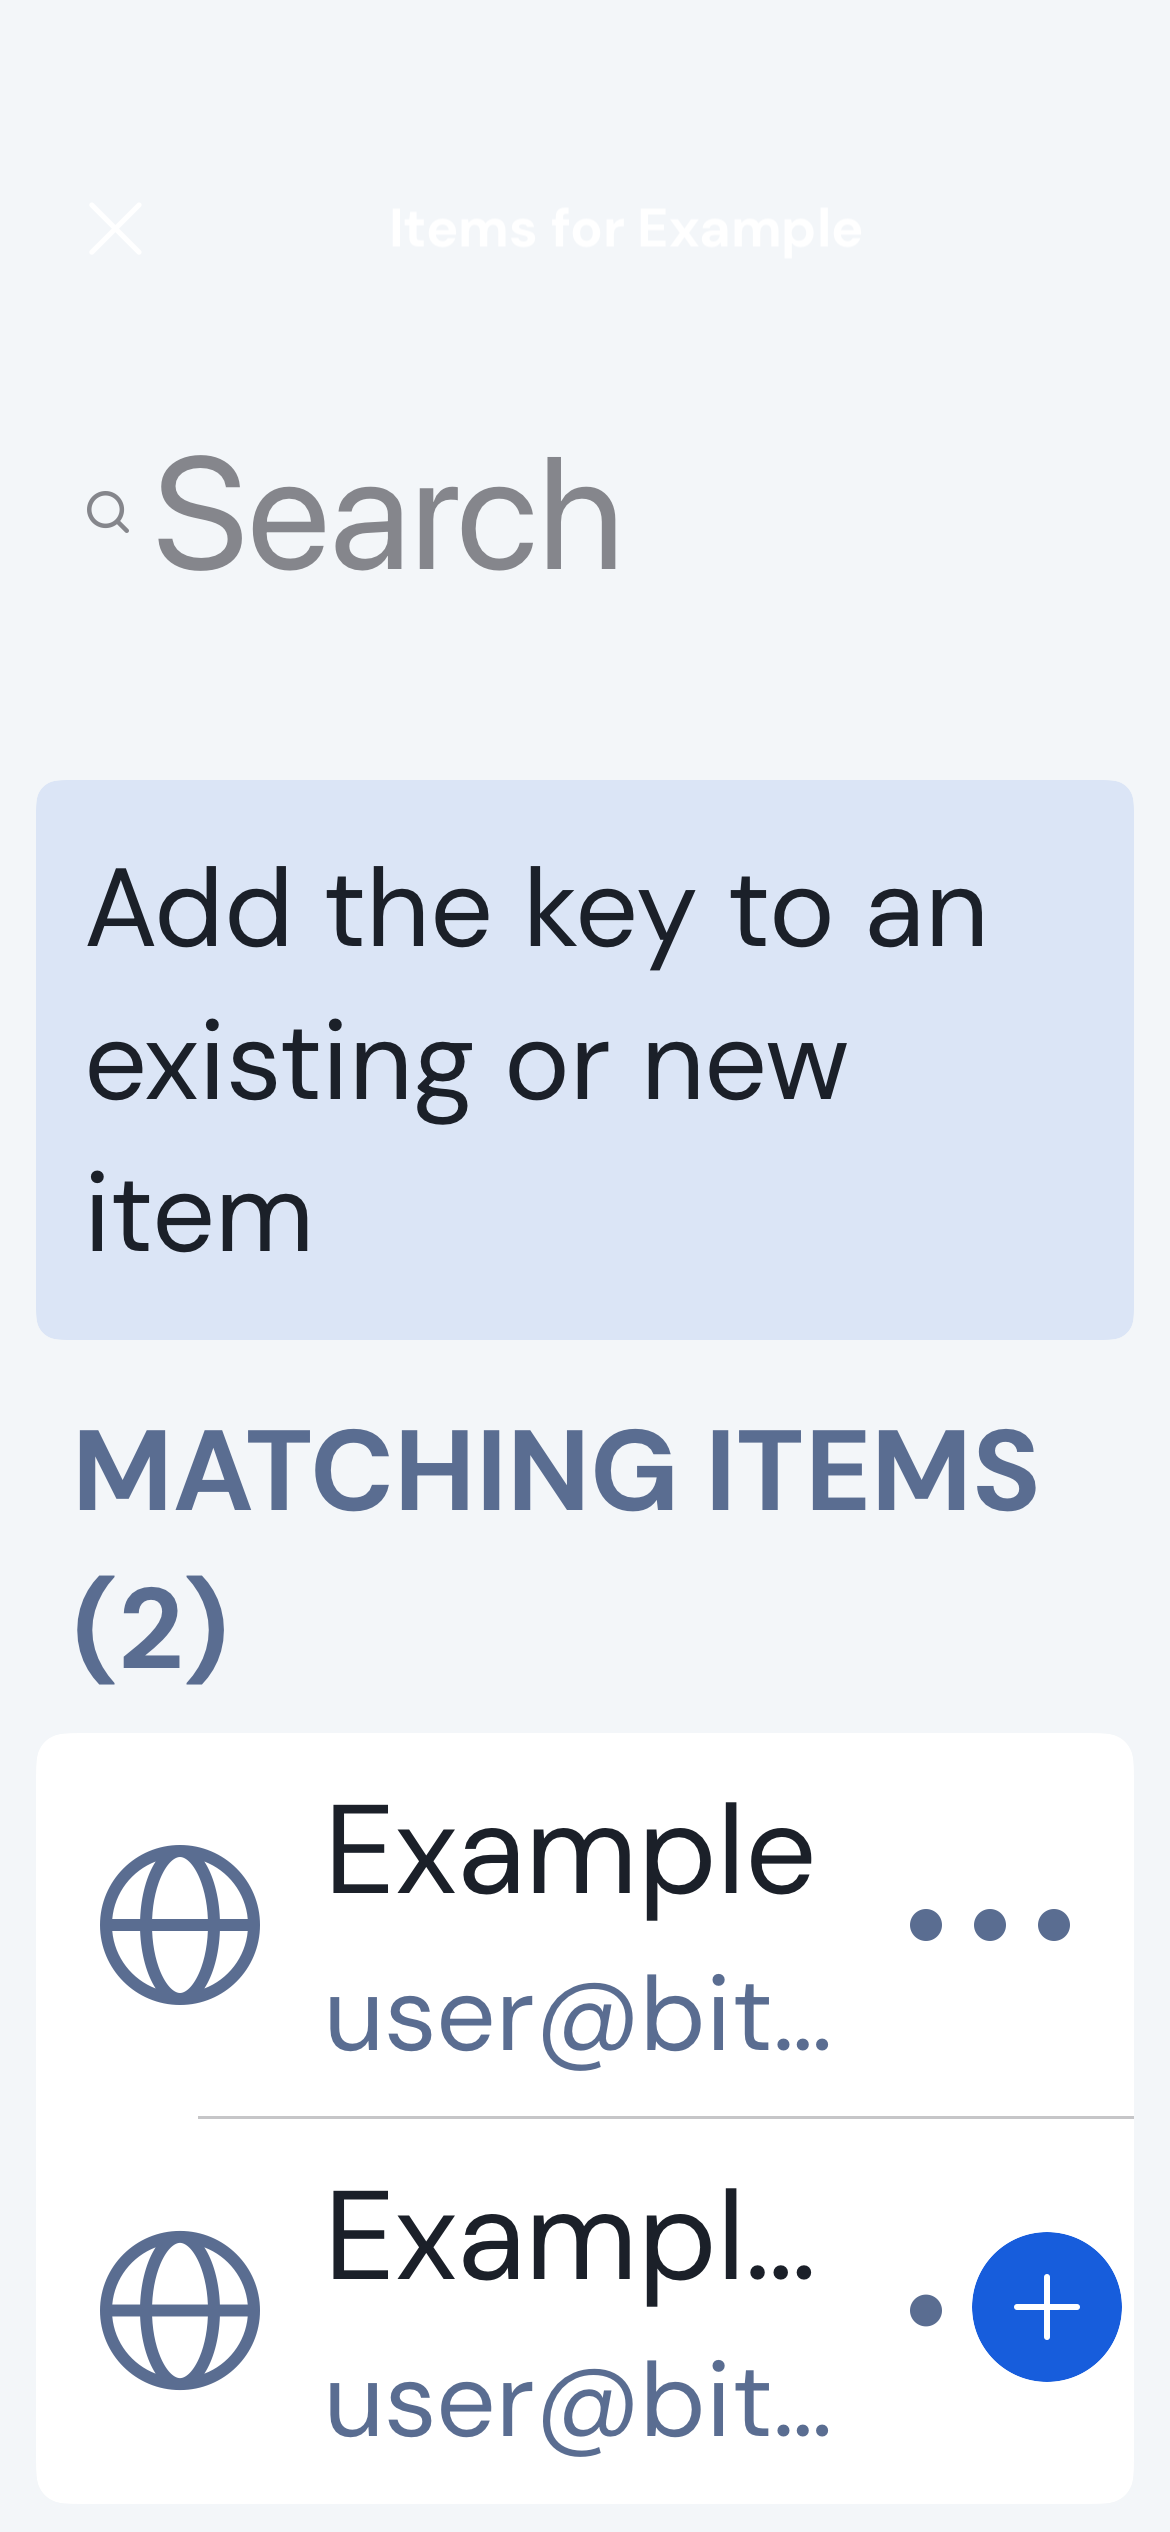 Items for Example
Search
Add the key to an
existing or new
item
MATCHING ITEMS
(2)
Example
user@bit...
Exampl...
user@bit...